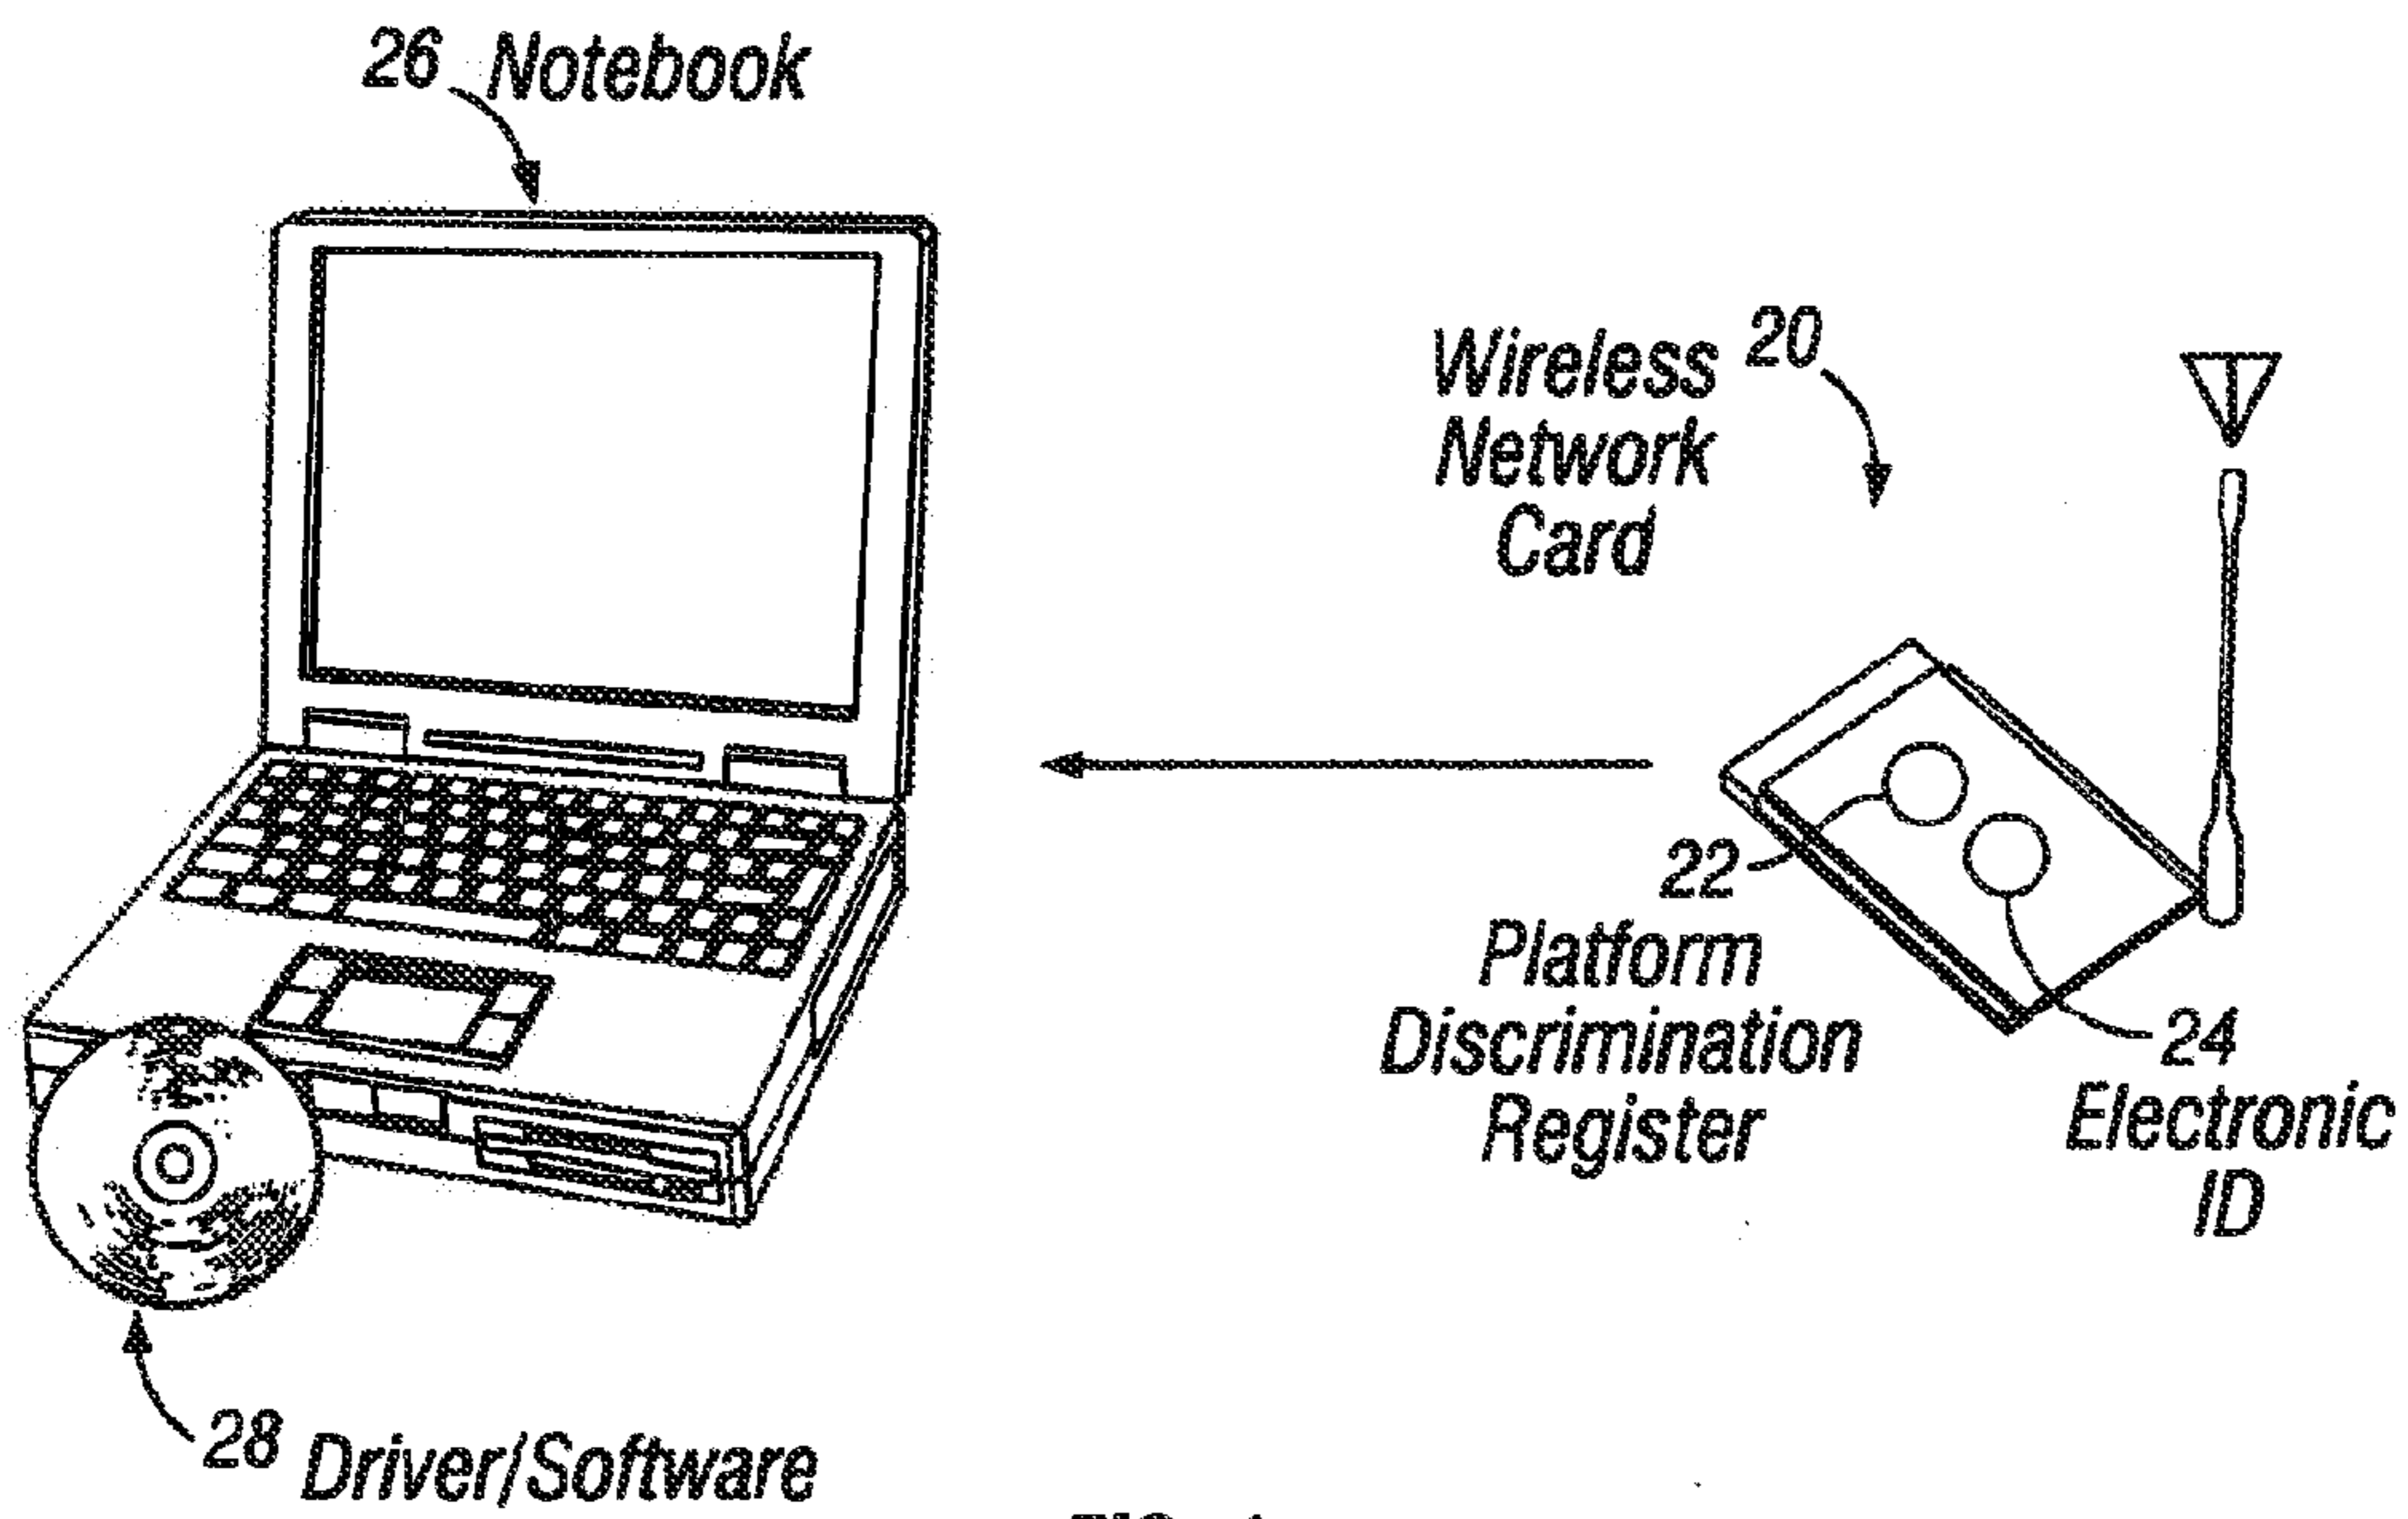 26 Notebook
Wireless 20
Network
Card
22
Platform
Discrimination
Register
24
Electronic
ID
28 Driver/Software